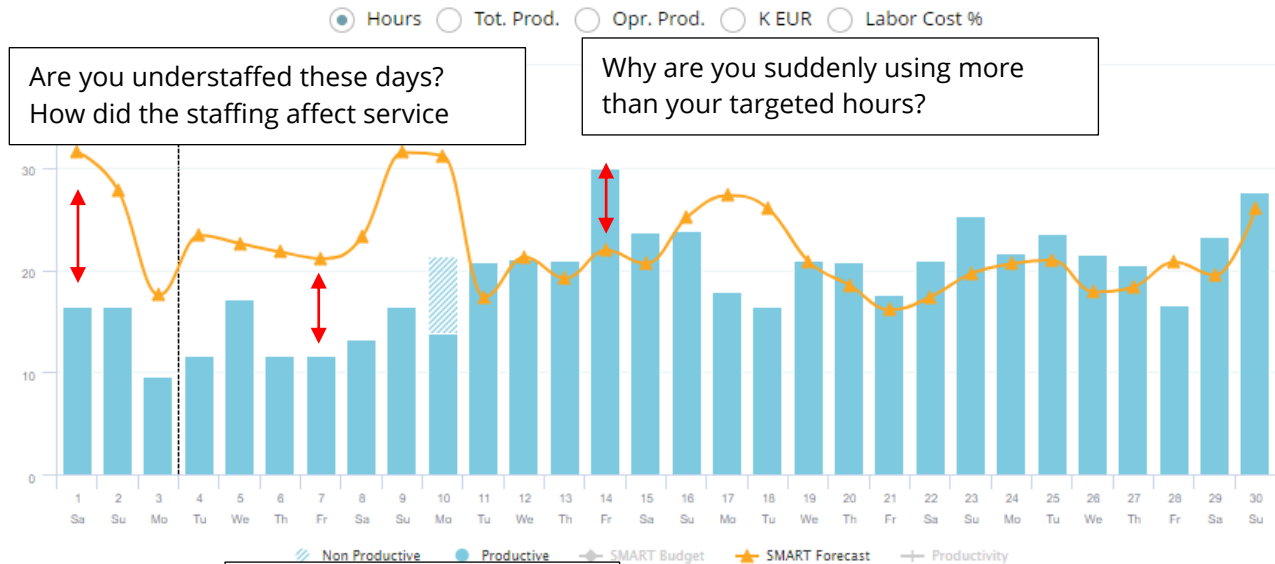 Hours Tot. Prod. Opr. Prod. K EUR Labor Cost %
Are you understaffed these days?
How did the staffing affect service
Why are you suddenly using more
than your targeted hours?
30
20
10
0
1 2 3 4 5 6 7 8 9 10 11 12 13 14 15 16 17 18 19 20 21 22 23 24 25 26 27 28 29 30
Sa Su Mo Tu We Th Fr Sa Su Mo Tu We Th Fr Sa Su Mo Tu We Th Fr Sa Su Mo Tu We Th Fr Sa Su
Non Productive Productive SMART Budget SMART Forecast Productivity